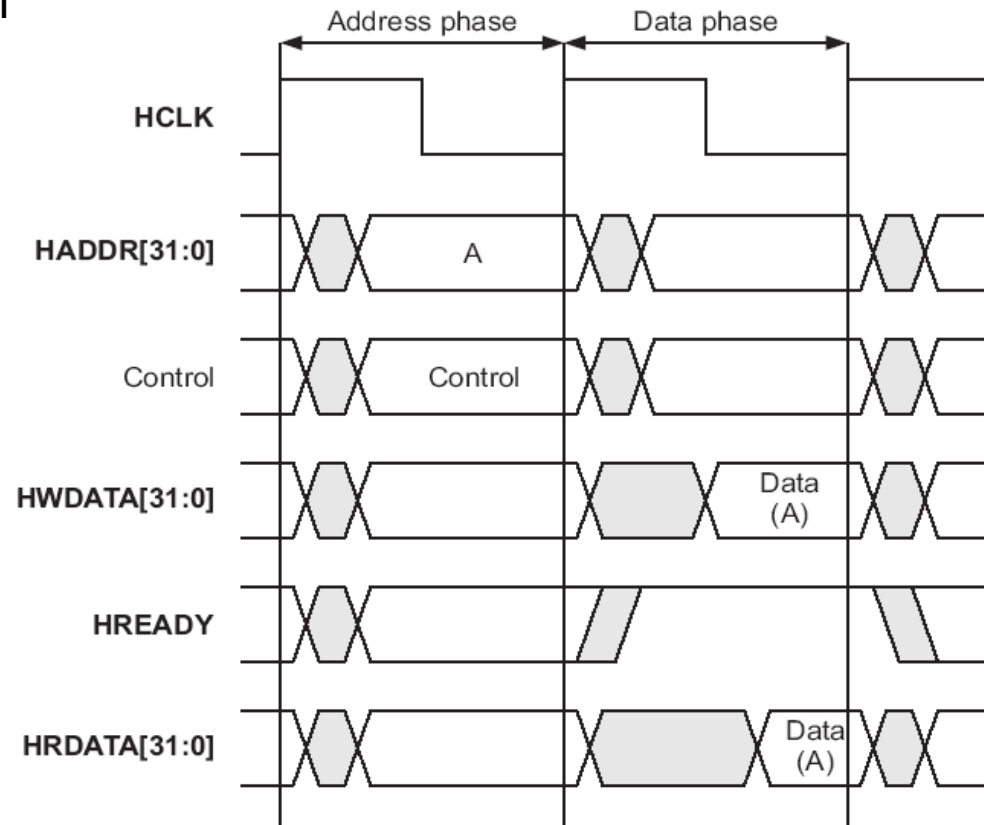 Address phase
Data phase
HCLK
HADDR[31:0]
A
Control
Control
HWDATA[31:0]
Data
(A)
HREADY
HRDATA[31:0]
Data
(A)